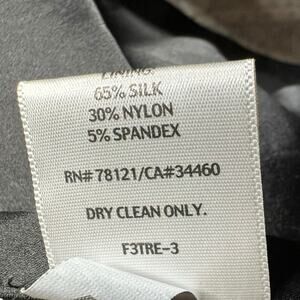 LINING:
65% SILK
30% NYLON
5% SPANDEX
RN# 78121/CA#34460
DRY CLEAN ONLY.
F3TRE-3